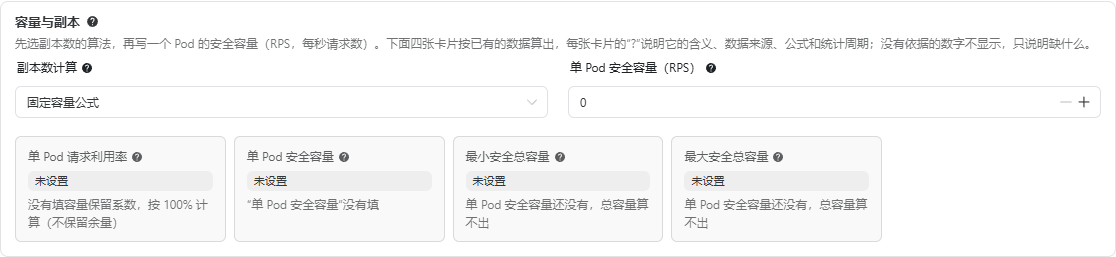 容量与副本
先选副本数的算法，再写一个 Pod 的安全容量（RPS，每秒请求数）。下面四张卡片按已有的数据算出，每张卡片的“?”说明它的含义、数据来源、公式和统计周期；没有依据的数字不显示，只说明缺什么。
副本数计算
单 Pod 安全容量（RPS）
固定容量公式
0
单 Pod 请求利用率
未设置
没有填容量保留系数，按 100% 计
算（不保留余量）
单 Pod 安全容量
未设置
“单 Pod 安全容量”没有填
最小安全总容量
未设置
单 Pod 安全容量还没有，总容量算
不出
最大安全总容量
未设置
单 Pod 安全容量还没有，总容量算
不出